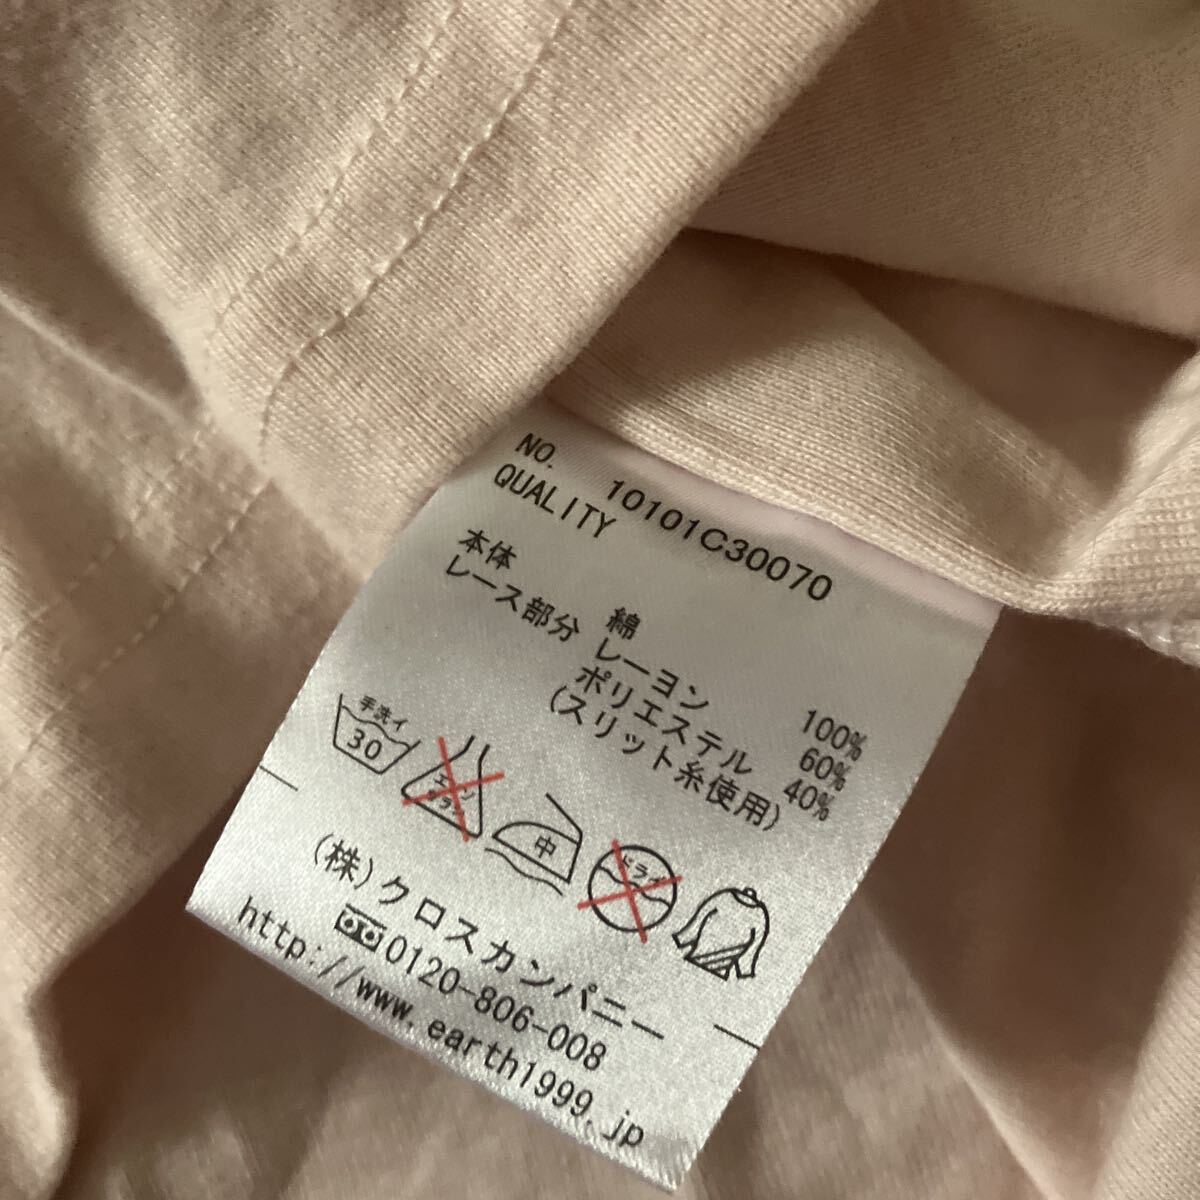 NO. 10101C30070
QUALITY
本体 綿 100%
レース部分 レーヨン 60%
ポリエステル 40%
(スリット糸使用)
手洗イ
30
エンソ
サラシ
中
ドライ
(株)クロスカンパニー
0120-806-008
http://www.earth1999.jp